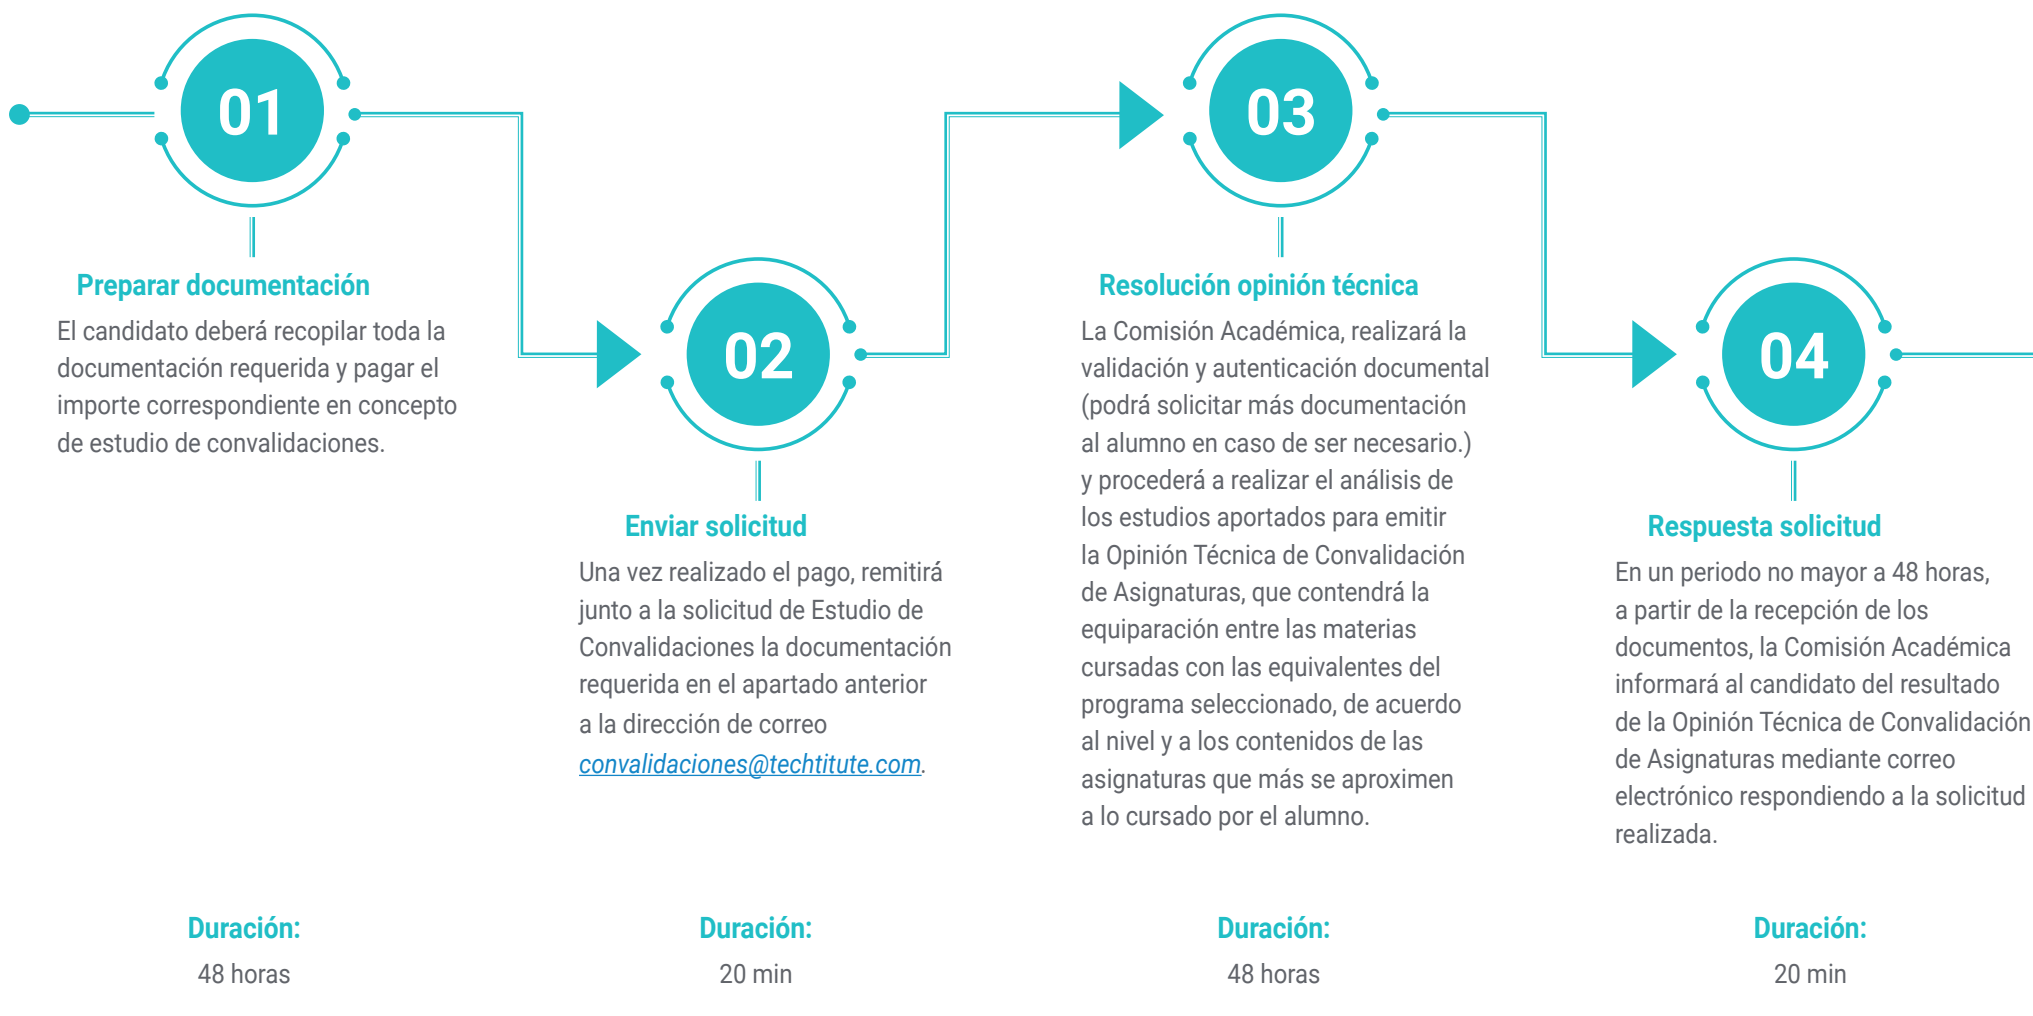 01
Preparar documentación
El candidato deberá recopilar toda la
documentación requerida y pagar el
importe correspondiente en concepto
de estudio de convalidaciones.
Duración:
48 horas
02
Enviar solicitud
Una vez realizado el pago, remitirá
junto a la solicitud de Estudio de
Convalidaciones la documentación
requerida en el apartado anterior
a la dirección de correo
convalidaciones@techtitute.com.
Duración:
20 min
03
Resolución opinión técnica
La Comisión Académica, realizará la
validación y autenticación documental
(podrá solicitar más documentación
al alumno en caso de ser necesario.)
y procederá a realizar el análisis de
los estudios aportados para emitir
la Opinión Técnica de Convalidación
de Asignaturas, que contendrá la
equiparación entre las materias
cursadas con las equivalentes del
programa seleccionado, de acuerdo
al nivel y a los contenidos de las
asignaturas que más se aproximen
a lo cursado por el alumno.
Duración:
48 horas
04
Respuesta solicitud
En un periodo no mayor a 48 horas,
a partir de la recepción de los
documentos, la Comisión Académica
informará al candidato del resultado
de la Opinión Técnica de Convalidación
de Asignaturas mediante correo
electrónico respondiendo a la solicitud
realizada.
Duración:
20 min